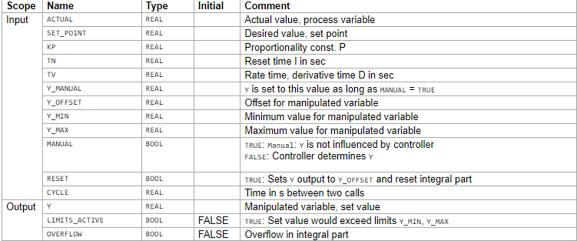 Scope Name Type Initial Comment
Input ACTUAL REAL Actual value, process variable
SET_POINT REAL Desired value, set point
KP REAL Proportionality const. P
TN REAL Reset time I in sec
TV REAL Rate time, derivative time D in sec
Y_MANUAL REAL Y is set to this value as long as MANUAL = TRUE
Y_OFFSET REAL Offset for manipulated variable
Y_MIN REAL Minimum value for manipulated variable
Y_MAX REAL Maximum value for manipulated variable
MANUAL BOOL TRUE: Manual: Y is not influenced by controller
FALSE: Controller determines Y
RESET BOOL TRUE: Sets Y output to Y_OFFSET and reset integral part
CYCLE REAL Time in s between two calls
Output Y REAL Manipulated variable, set value
LIMITS_ACTIVE BOOL FALSE TRUE: Set value would exceed limits Y_MIN, Y_MAX
OVERFLOW BOOL FALSE Overflow in integral part